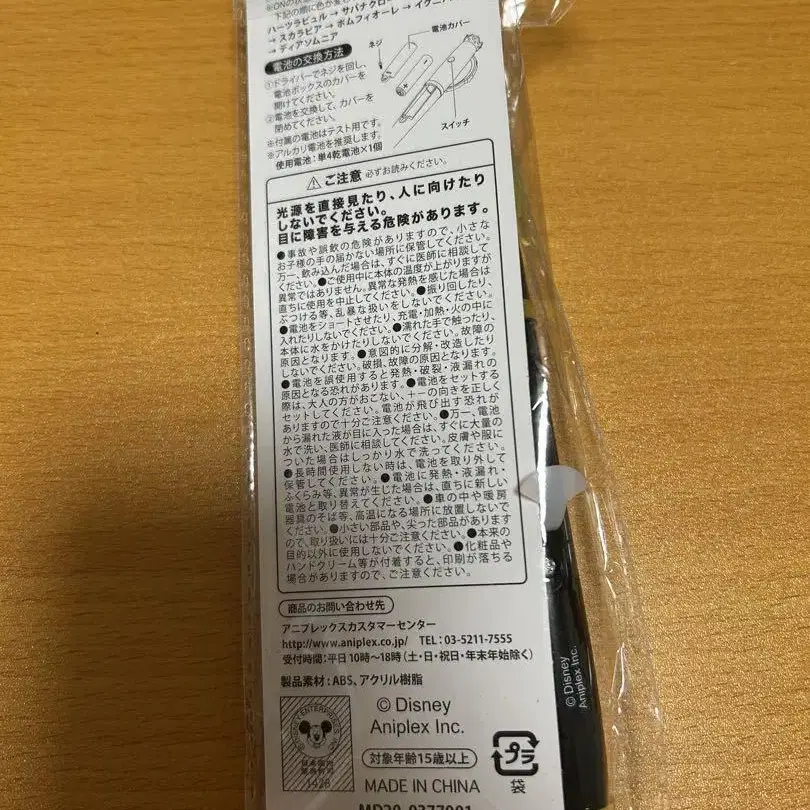 ※ONの状
下記の順に色が変
ハーツラビュル → サバナクロー
→ スカラビア → ポムフィオーレ → イグニハ
→ ディアソムニア
電池の交換方法
①ドライバーでネジを回し、
電池ボックスのカバーを
開けてください。
②電池を交換して、カバーを
閉めてください。
※付属の電池はテスト用です。
※アルカリ電池を推奨します。
使用電池：単4乾電池×1個
ネジ
電池カバー
スイッチ
ご注意 必ずお読みください。
光源を直接見たり、人に向けたり
しないでください。
目に障害を与える危険があります。
●事故や誤飲の危険がありますので、小さな
お子様の手の届かない場所に保管してください。
万一、飲み込んだ場合は、すぐに医師に相談して
ください。●ご使用中に本体の温度が上がりますが
異常ではありません。異常な発熱を感じた場合は
直ちに使用を中止してください。●振り回したり、
ぶつける等、乱暴な扱いをしないでください。
●電池をショートさせたり、充電・加熱・火の中に
入れたりしないでください。●濡れた手で触ったり、
本体に水をかけたりしないでください。故障の
原因となります。●意図的に分解・改造したり
しないでください。破損、故障の原因となります。
●電池を誤使用すると発熱・破裂・液漏れの
原因となる恐れがあります。●電池をセットする
際は、大人の方がおこない、＋－の向きを正しく
セットしてください。電池が飛び出す恐れが
ありますので十分ご注意ください。●万一、電池
から漏れた液が目に入った場合は、すぐに大量の
水で洗い、医師に相談してください。皮膚や服に
ついた場合はしっかり水で洗ってください。
●長時間使用しない時は、電池を取り外して
保管してください。●電池に発熱・液漏れ・
ふくらみ等、異常が生じた場合は、直ちに新しい
電池と取り替えてください。●車の中や暖房
器具のそば等、高温になる場所に放置しないで
ください。●小さい部品や、尖った部品があります
ので、取り扱いには十分ご注意ください。●本来の
目的以外に使用しないでください。●化粧品や
ハンドクリーム等が付着すると、印刷が落ちる
場合がありますので、ご注意ください。
商品のお問い合わせ先
アニプレックスカスタマーセンター
http://www.aniplex.co.jp/ TEL：03-5211-7555
受付時間：平日10時～18時（土・日・祝日・年末年始除く）
製品素材：ABS、アクリル樹脂
© Disney
Aniplex Inc.
対象年齢15歳以上
MADE IN CHINA
プラ
袋
© Disney
Aniplex Inc.